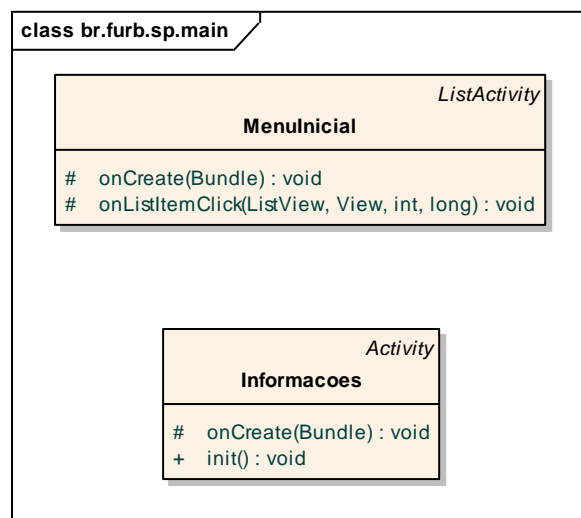 class br.furb.sp.main
ListActivity
MenuInicial
# onCreate(Bundle) : void
# onListItemClick(ListView, View, int, long) : void
Activity
Informacoes
# onCreate(Bundle) : void
+ init() : void